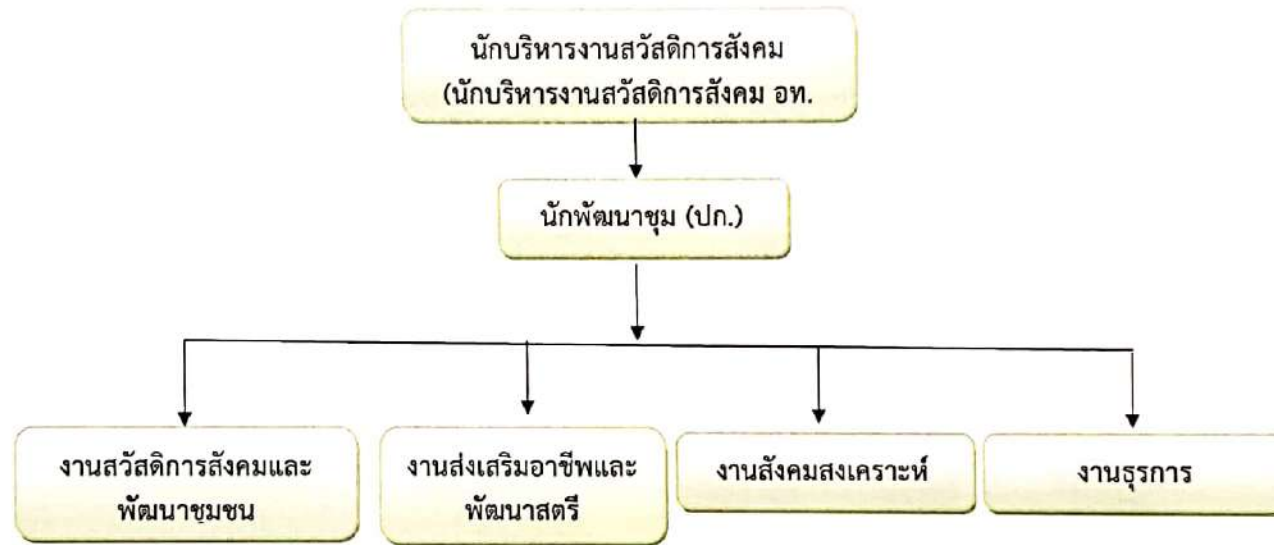 นักบริหารงานสวัสดิการสังคม
(นักบริหารงานสวัสดิการสังคม อท.
นักพัฒนาชุม (ปก.)
งานสวัสดิการสังคมและ
พัฒนาชุมชน
งานส่งเสริมอาชีพและ
พัฒนาสตรี
งานสังคมสงเคราะห์
งานธุรการ